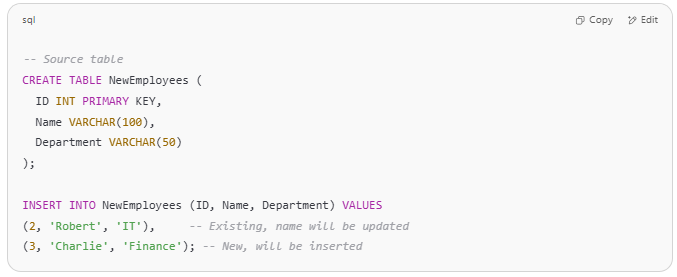 sql
Copy
Edit
-- Source table
CREATE TABLE NewEmployees (
  ID INT PRIMARY KEY,
  Name VARCHAR(100),
  Department VARCHAR(50)
);
INSERT INTO NewEmployees (ID, Name, Department) VALUES
(2, 'Robert', 'IT'),     -- Existing, name will be updated
(3, 'Charlie', 'Finance'); -- New, will be inserted